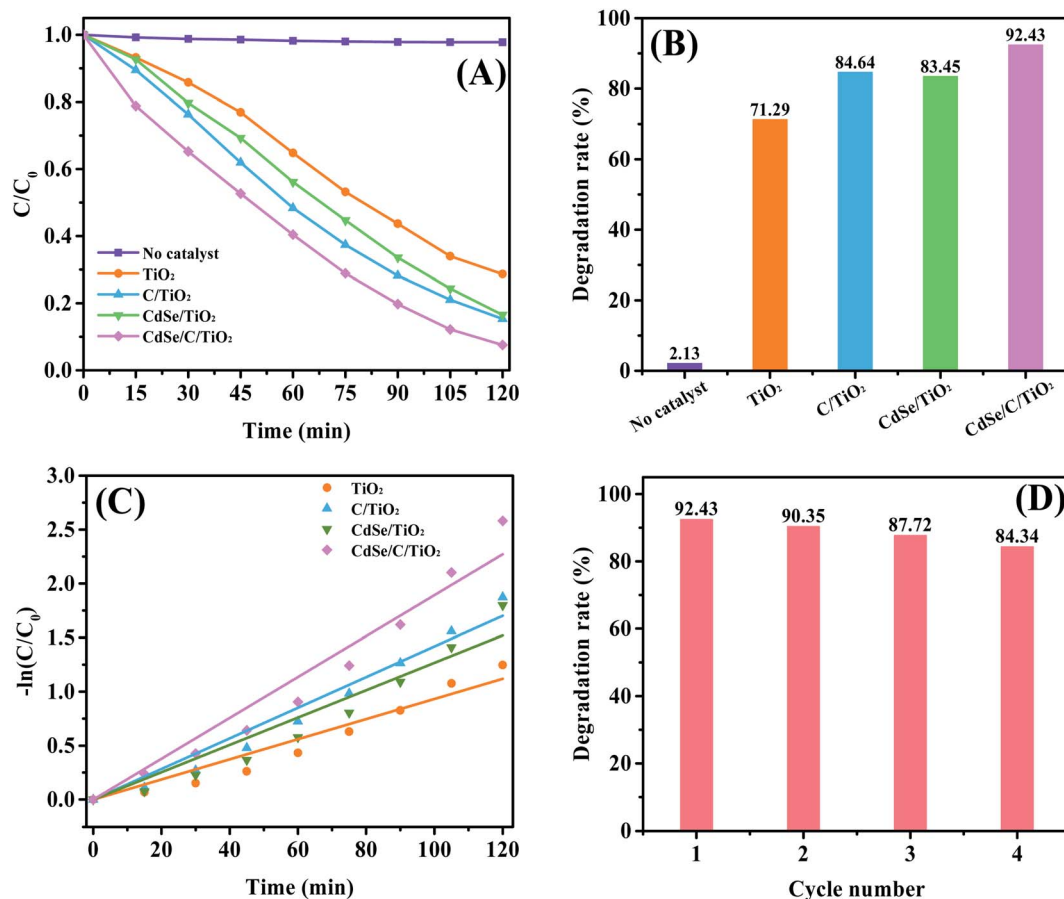 (A)
C/C₀
1.0
0.8
0.6
0.4
0.2
0.0
No catalyst
TiO₂
C/TiO₂
CdSe/TiO₂
CdSe/C/TiO₂
0 15 30 45 60 75 90 105 120
Time (min)
(B)
Degradation rate (%)
100
80
60
40
20
0
2.13
71.29
84.64
83.45
92.43
No catalyst
TiO₂
C/TiO₂
CdSe/TiO₂
CdSe/C/TiO₂
(C)
-ln(C/C₀)
3.0
2.5
2.0
1.5
1.0
0.5
0.0
TiO₂
C/TiO₂
CdSe/TiO₂
CdSe/C/TiO₂
0 20 40 60 80 100 120
Time (min)
(D)
Degradation rate (%)
100
80
60
40
20
0
92.43
90.35
87.72
84.34
1 2 3 4
Cycle number